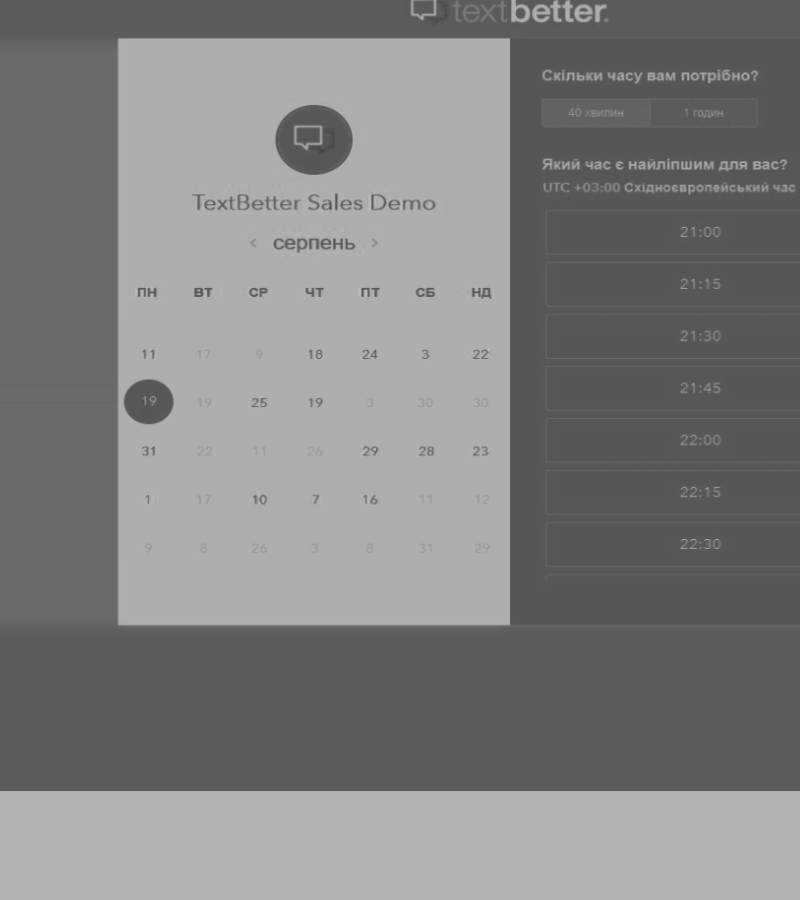 textbetter.
TextBetter Sales Demo
‹ серпень ›
ПН ВТ СР ЧТ ПТ СБ НД
11 17 9 18 24 3 22
19 19 25 19 3 30 30
31 22 11 26 29 28 23
1 17 10 7 16 11 12
9 8 26 3 8 31 29
Скільки часу вам потрібно?
40 хвилин 1 годин
Який час є найліпшим для вас?
UTC +03:00 Східноєвропейський час
21:00
21:15
21:30
21:45
22:00
22:15
22:30